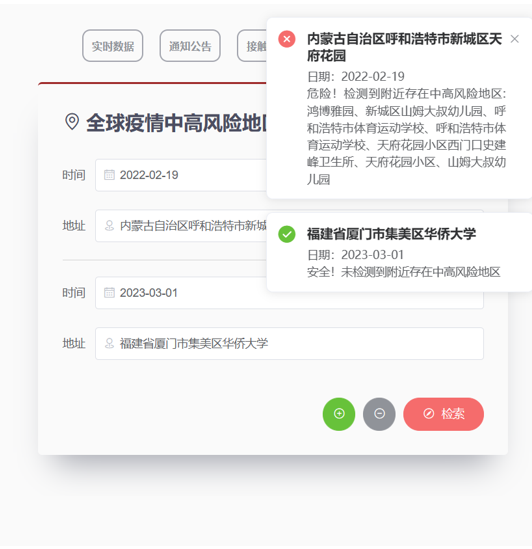 实时数据
通知公告
接触
内蒙古自治区呼和浩特市新城区天
府花园
日期：2022-02-19
危险！检测到附近存在中高风险地区：
鸿博雅园、新城区山姆大叔幼儿园、呼
和浩特市体育运动学校、呼和浩特市体
育运动学校、天府花园小区西门口史建
峰卫生所、天府花园小区、山姆大叔幼
儿园
福建省厦门市集美区华侨大学
日期：2023-03-01
安全！未检测到附近存在中高风险地区
全球疫情中高风险地
时间
2022-02-19
地址
内蒙古自治区呼和浩特市新城
时间
2023-03-01
地址
福建省厦门市集美区华侨大学
检索